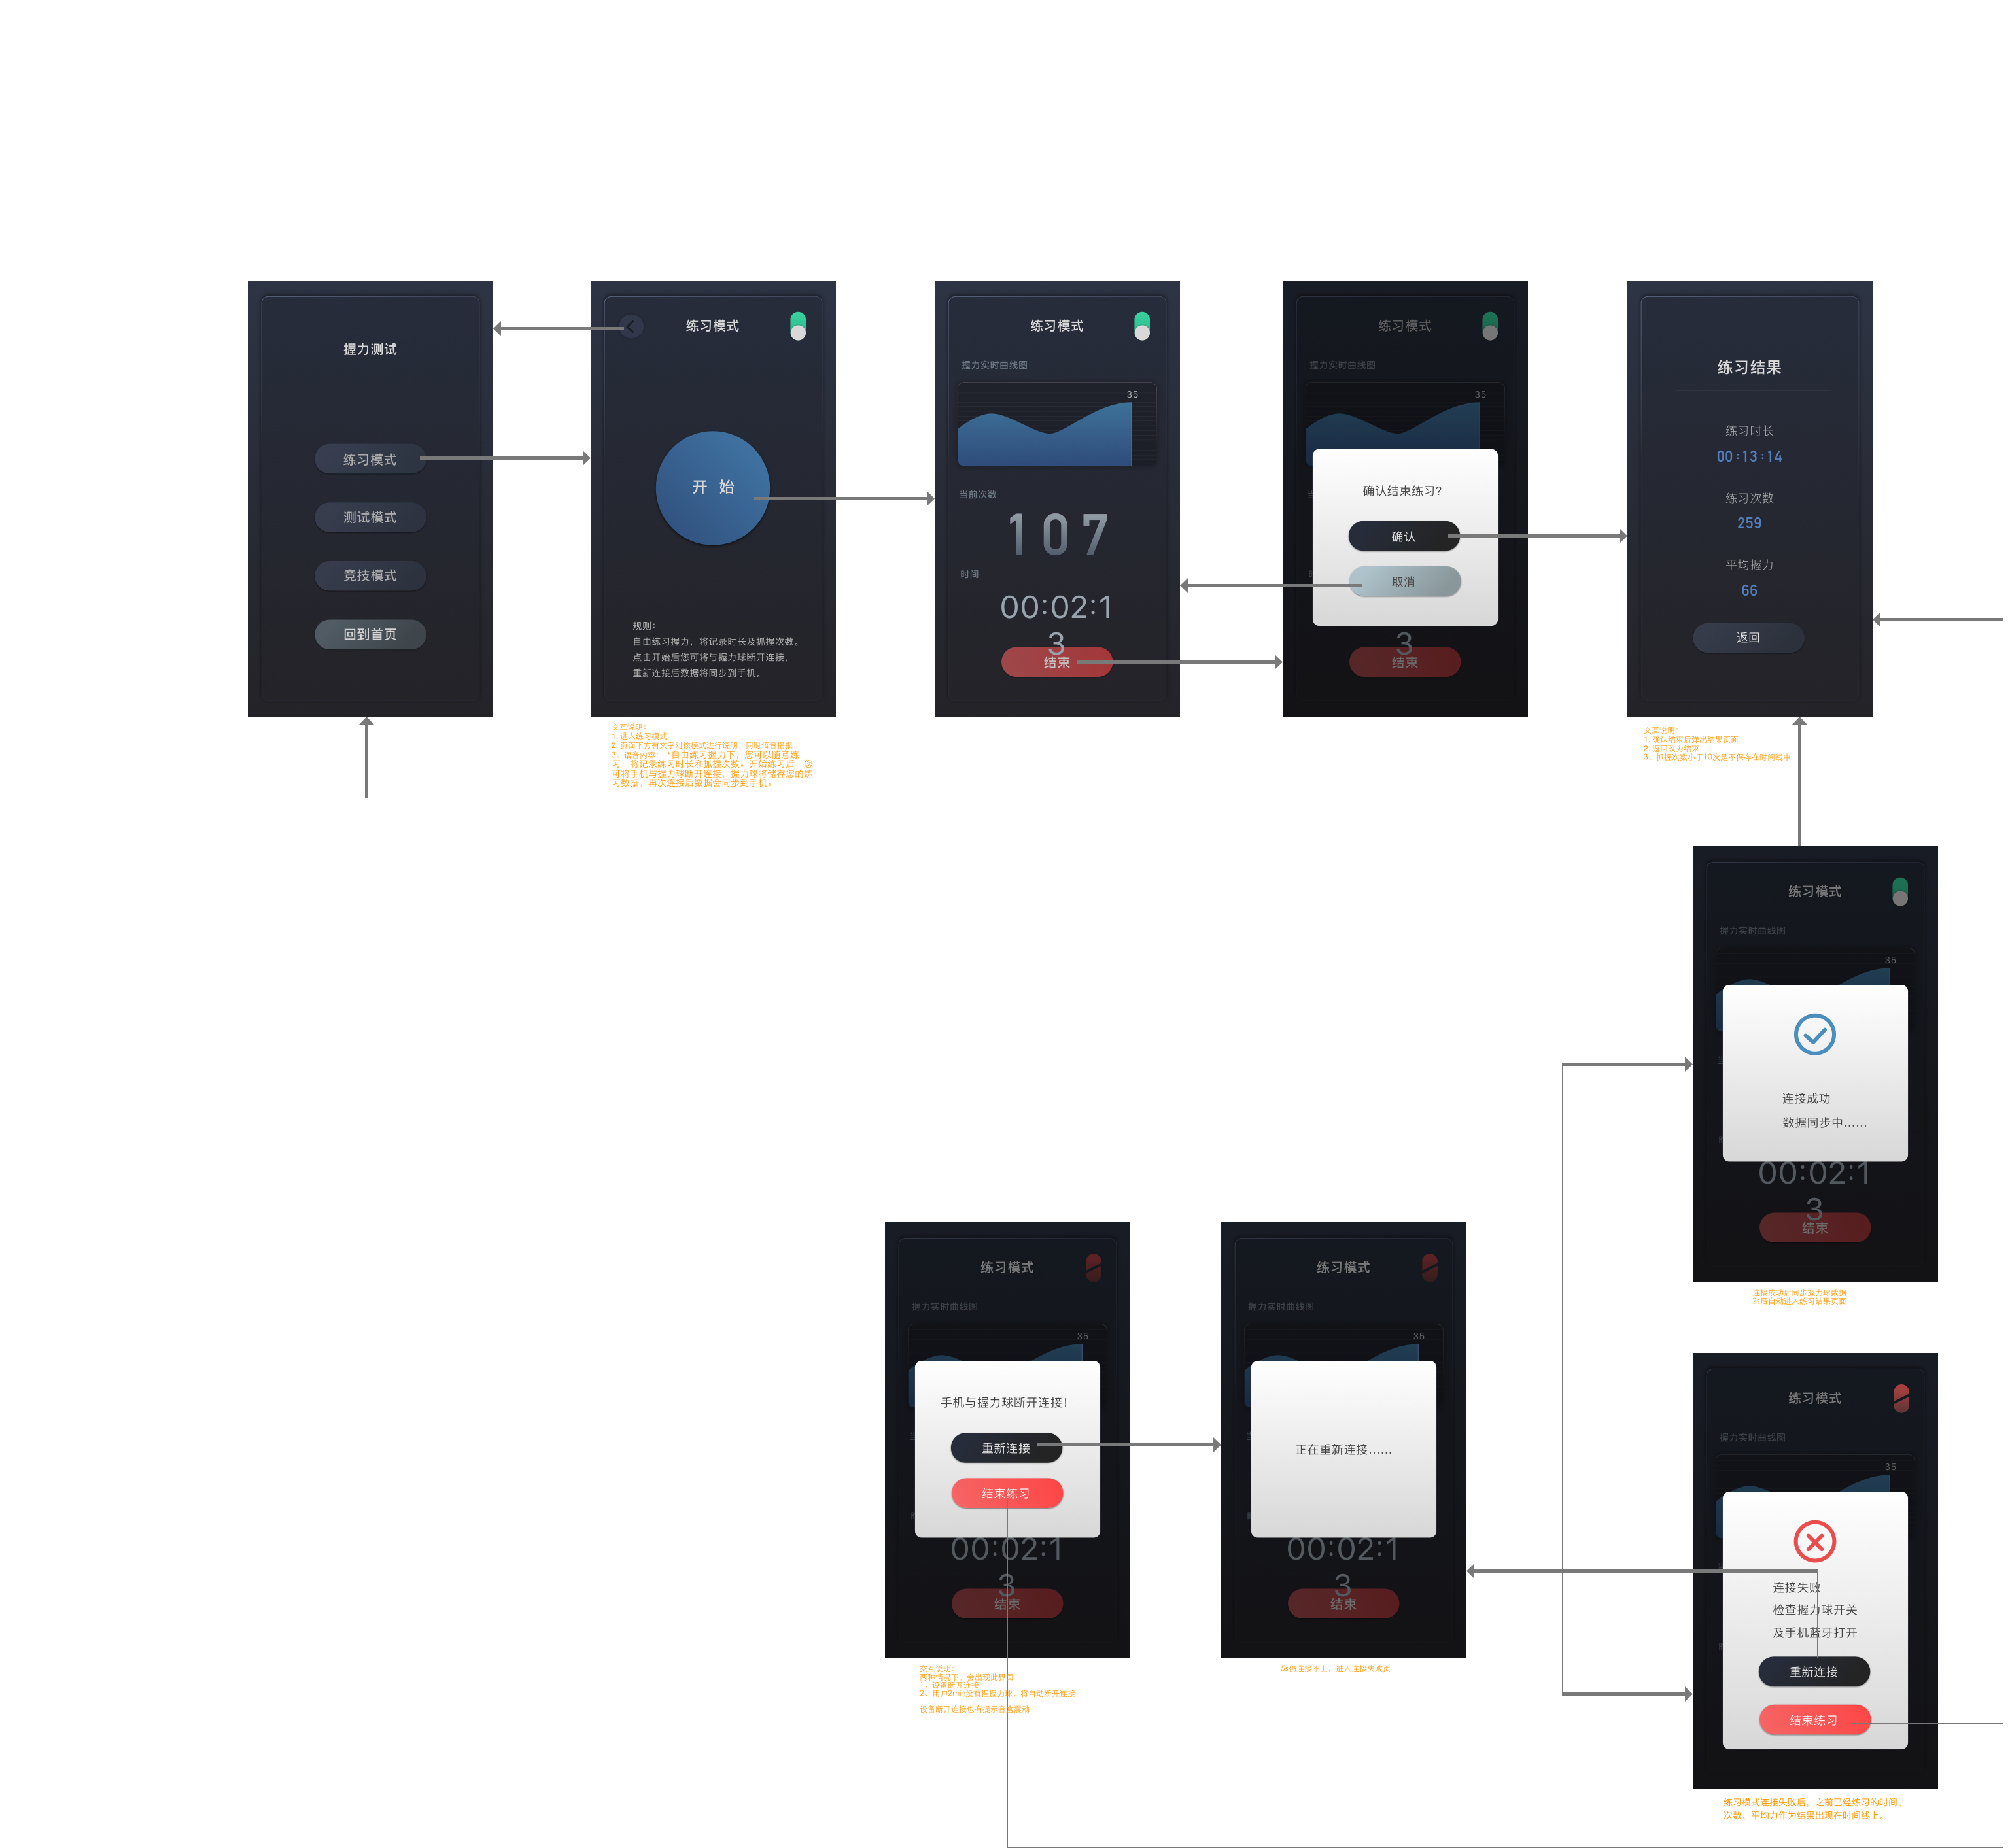 握力测试
练习模式
测试模式
竞技模式
回到首页
练习模式
开 始
规则：
自由练习握力，将记录时长及抓握次数。
点击开始后您可将与握力球断开连接，
重新连接后数据将同步到手机。
交互说明：
1. 进入练习模式
2. 页面下方有文字对该模式进行说明，同时语音播报
3、语音内容：“自由练习握力下，您可以随意练
习，将记录练习时长和抓握次数。开始练习后，您
可将手机与握力球断开连接，握力球将储存您的练
习数据，再次连接后数据会同步到手机。
练习模式
握力实时曲线图
35
当前次数
107
时间
00:02:1
3
结束
练习模式
握力实时曲线图
35
确认结束练习?
确认
取消
3
结束
练习结果
练习时长
00:13:14
练习次数
259
平均握力
66
返回
交互说明：
1. 确认结束后弹出结果页面
2. 返回改为结束
3、抓握次数小于10次是不保存在时间线中
练习模式
握力实时曲线图
35
连接成功
数据同步中……
00:02:1
3
结束
连接成功后同步握力球数据
2s后自动进入练习结果页面
练习模式
握力实时曲线图
35
手机与握力球断开连接！
重新连接
结束练习
00:02:1
3
结束
交互说明：
两种情况下，会出现此界面
1、设备断开连接
2、用户2min没有捏握力球，将自动断开连接
设备断开连接也有提示音盒震动
练习模式
握力实时曲线图
35
正在重新连接……
00:02:1
3
结束
5s仍连接不上，进入连接失败页
练习模式
握力实时曲线图
35
连接失败
检查握力球开关
及手机蓝牙打开
重新连接
结束练习
练习模式连接失败后，之前已经练习的时间、
次数、平均力作为结果出现在时间线上。